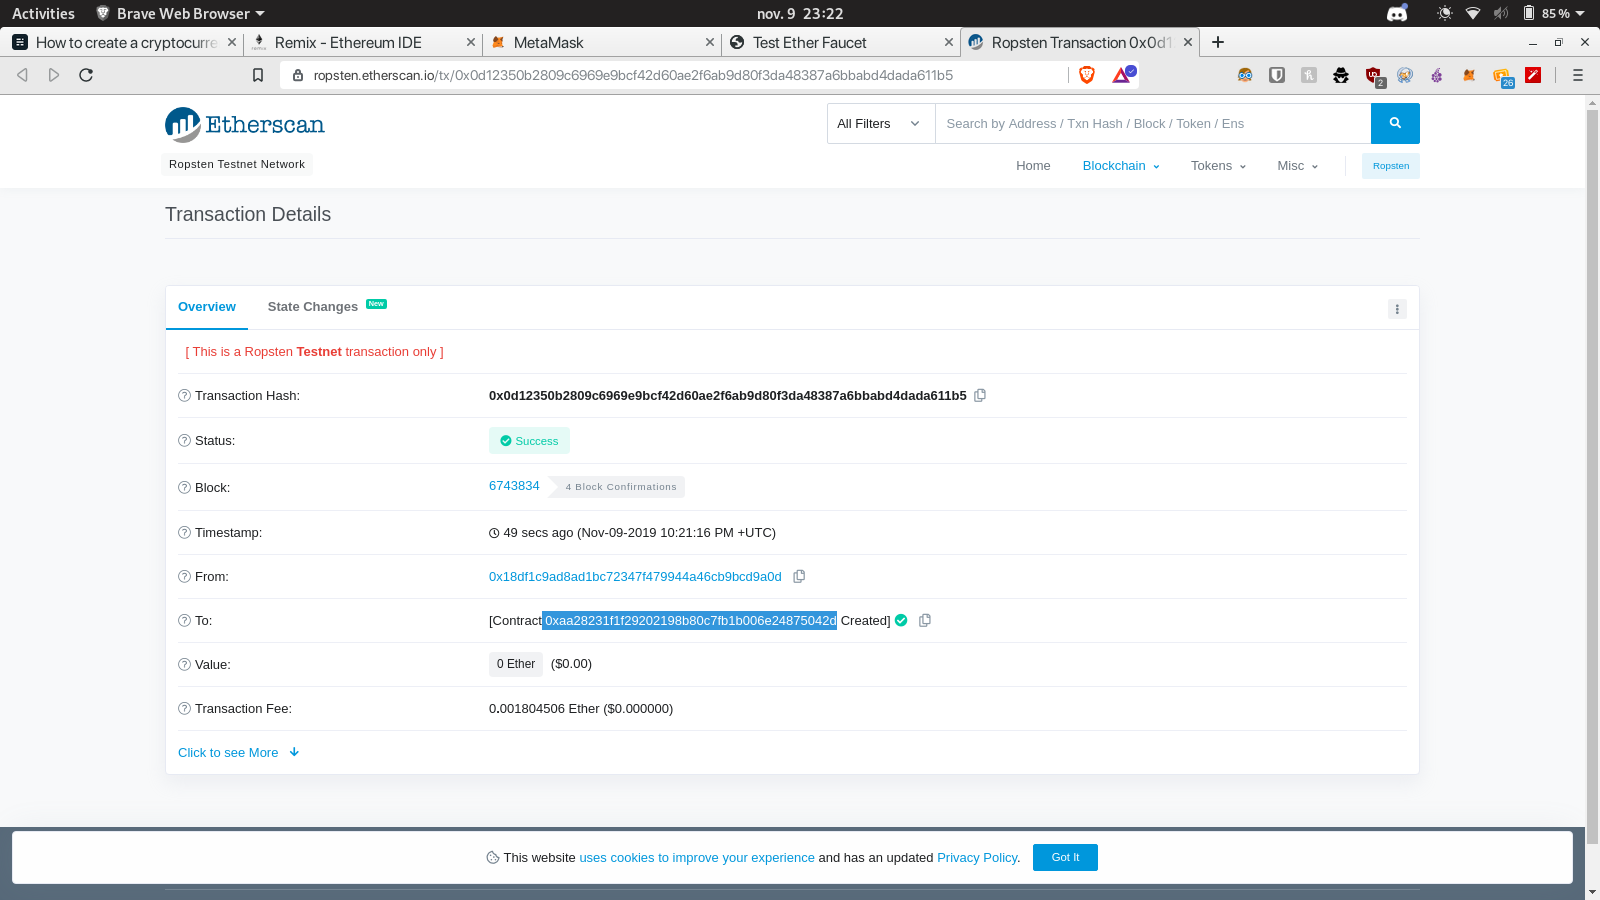 Activities
Brave Web Browser
nov. 9 23:22
85 %
How to create a cryptocurre
Remix - Ethereum IDE
MetaMask
Test Ether Faucet
Ropsten Transaction 0x0d1
ropsten.etherscan.io/tx/0x0d12350b2809c6969e9bcf42d60ae2f6ab9d80f3da48387a6bbabd4dada611b5
2
26
Etherscan
All Filters
Search by Address / Txn Hash / Block / Token / Ens
Ropsten Testnet Network
Home
Blockchain
Tokens
Misc
Ropsten
Transaction Details
Overview
State Changes
New
[ This is a Ropsten Testnet transaction only ]
Transaction Hash:
0x0d12350b2809c6969e9bcf42d60ae2f6ab9d80f3da48387a6bbabd4dada611b5
Status:
Success
Block:
6743834
4 Block Confirmations
Timestamp:
49 secs ago (Nov-09-2019 10:21:16 PM +UTC)
From:
0x18df1c9ad8ad1bc72347f479944a46cb9bcd9a0d
To:
[Contract 0xaa28231f1f29202198b80c7fb1b006e24875042d Created]
Value:
0 Ether
($0.00)
Transaction Fee:
0.001804506 Ether ($0.000000)
Click to see More
This website uses cookies to improve your experience and has an updated Privacy Policy.
Got It